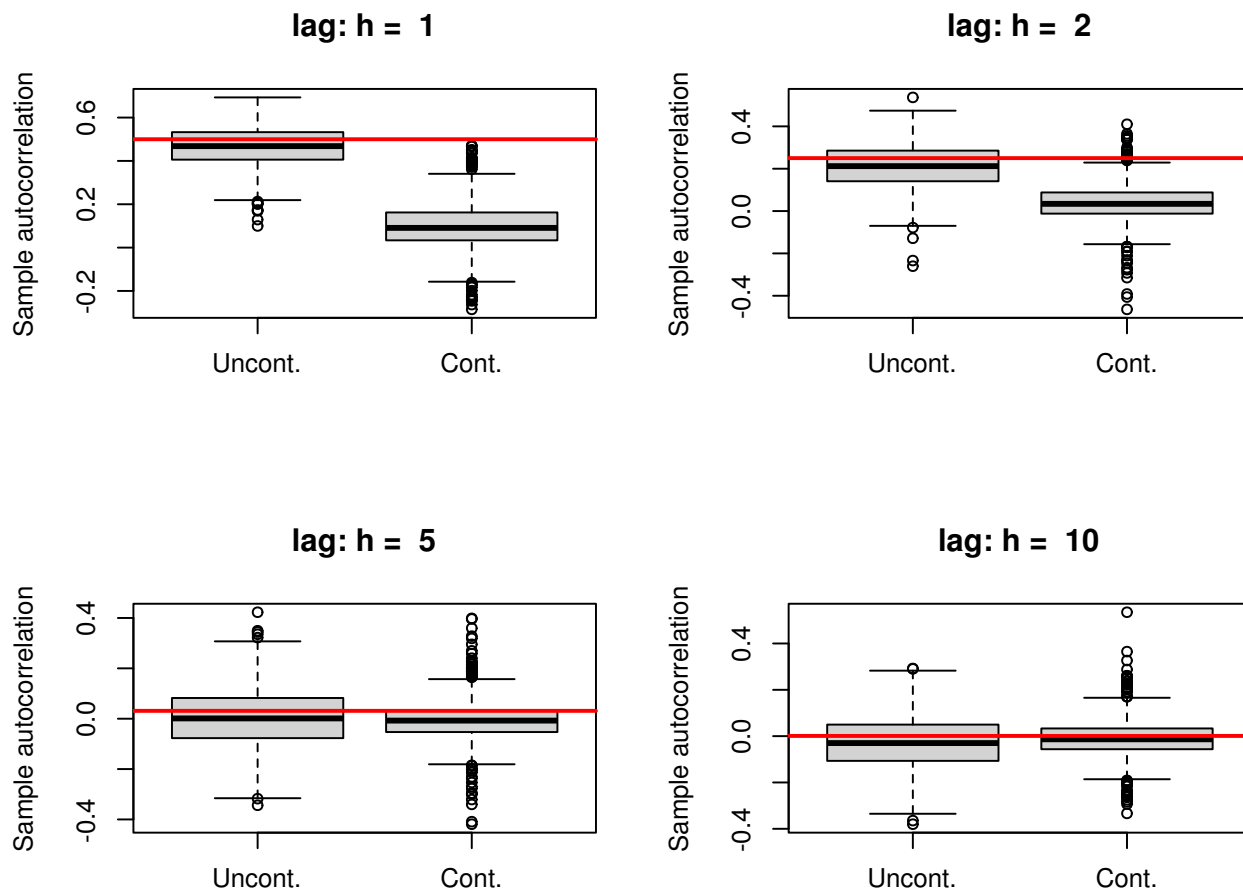 lag: h = 1
Sample autocorrelation
0.6
0.2
-0.2
Uncont.
Cont.
lag: h = 2
Sample autocorrelation
0.4
0.0
-0.4
Uncont.
Cont.
lag: h = 5
Sample autocorrelation
0.4
0.0
-0.4
Uncont.
Cont.
lag: h = 10
Sample autocorrelation
0.4
0.0
-0.4
Uncont.
Cont.